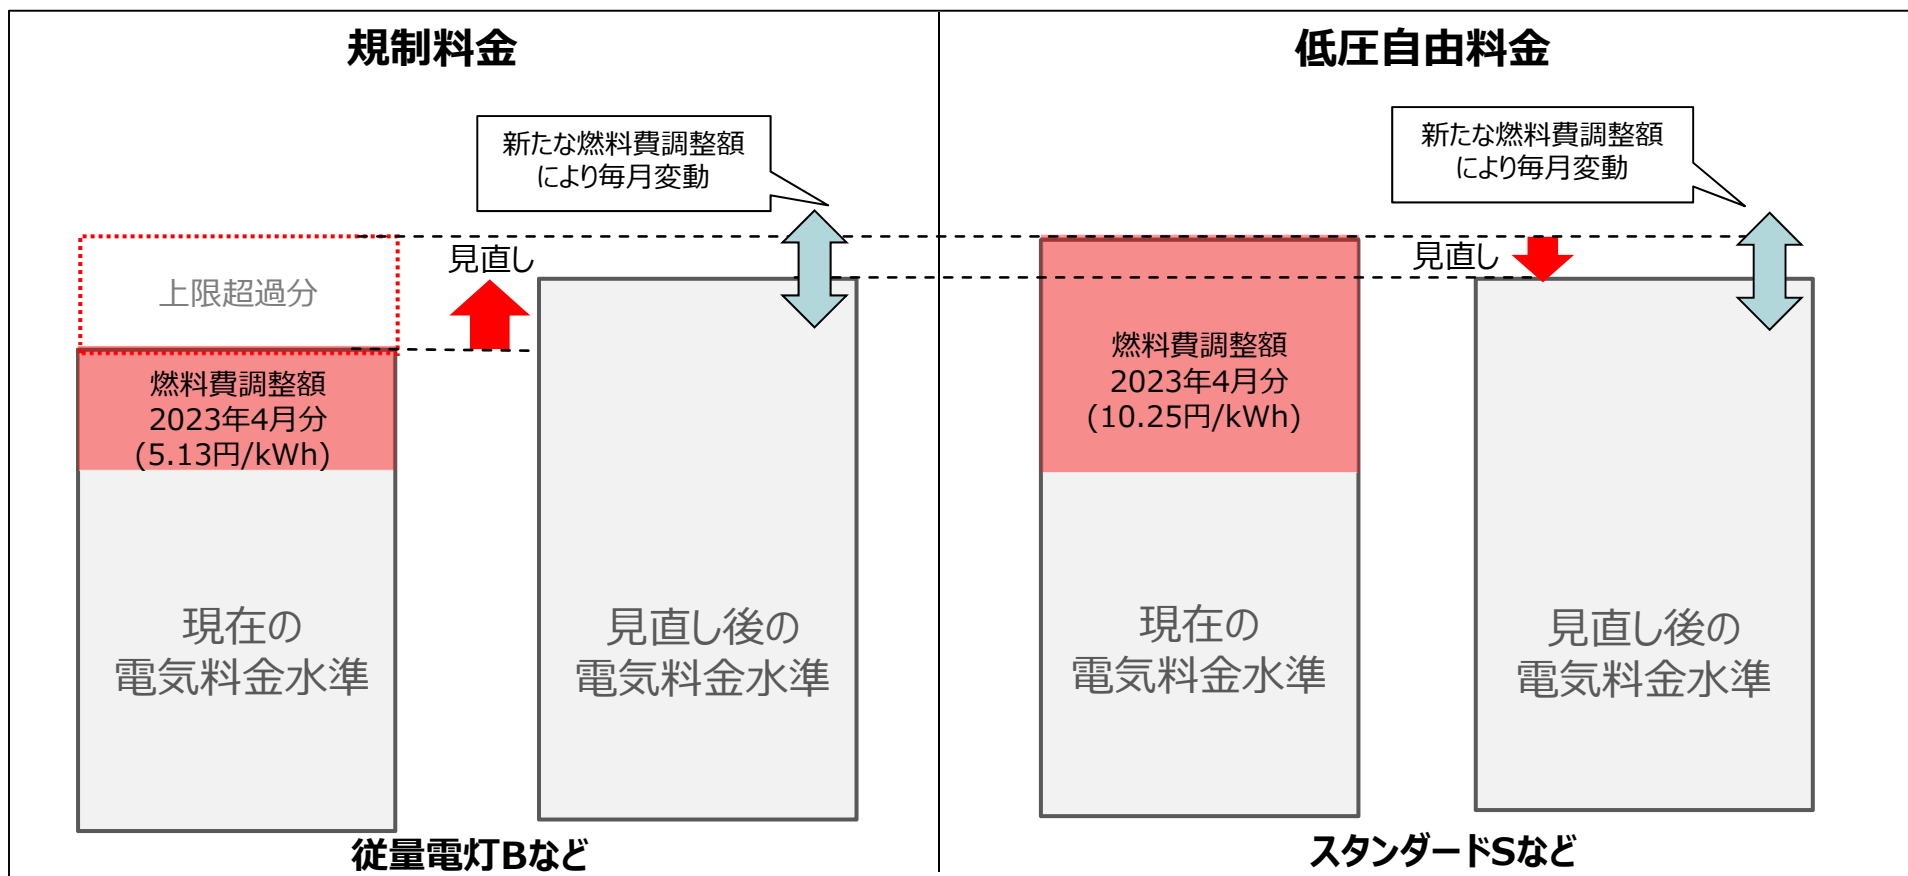 規制料金
新たな燃料費調整額
により毎月変動
見直し
上限超過分
燃料費調整額
2023年4月分
(5.13円/kWh)
現在の
電気料金水準
見直し後の
電気料金水準
従量電灯Bなど
低圧自由料金
新たな燃料費調整額
により毎月変動
見直し
燃料費調整額
2023年4月分
(10.25円/kWh)
現在の
電気料金水準
見直し後の
電気料金水準
スタンダードSなど